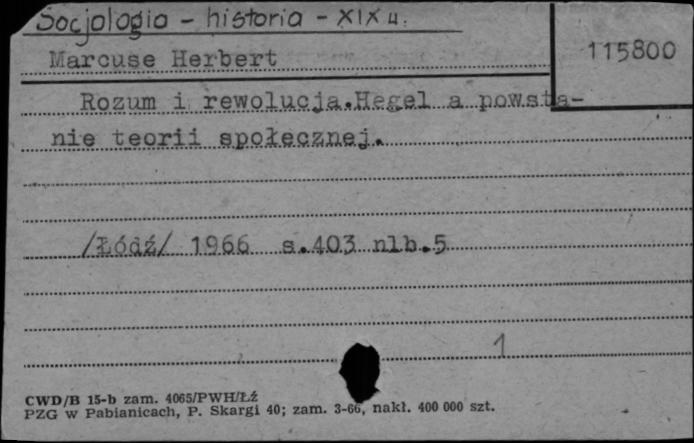 Socjologia - historia - XIX w.
Marcuse Herbert
115800
Rozum i rewolucja.Hegel a powsta-
nie teorii społecznej.
/Łódź/ 1966 s.403 nlb.5
1
CWD/B 15-b zam. 4065/PWH/Łź
PZG w Pabianicach, P. Skargi 40; zam. 3-66, nakł. 400 000 szt.